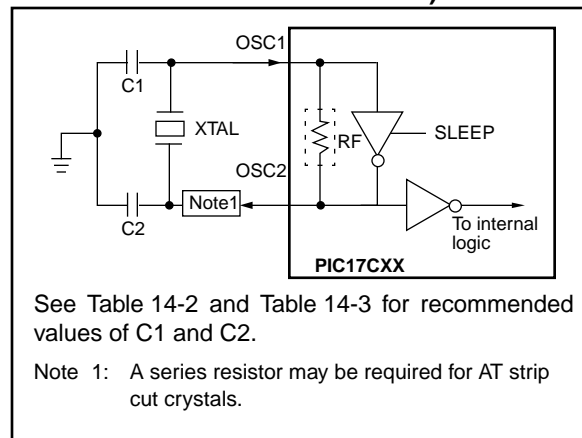 OSC1
C1
XTAL
RF
SLEEP
OSC2
C2
Note1
To internal
logic
PIC17CXX
See Table 14-2 and Table 14-3 for recommended
values of C1 and C2.
Note 1: A series resistor may be required for AT strip
cut crystals.